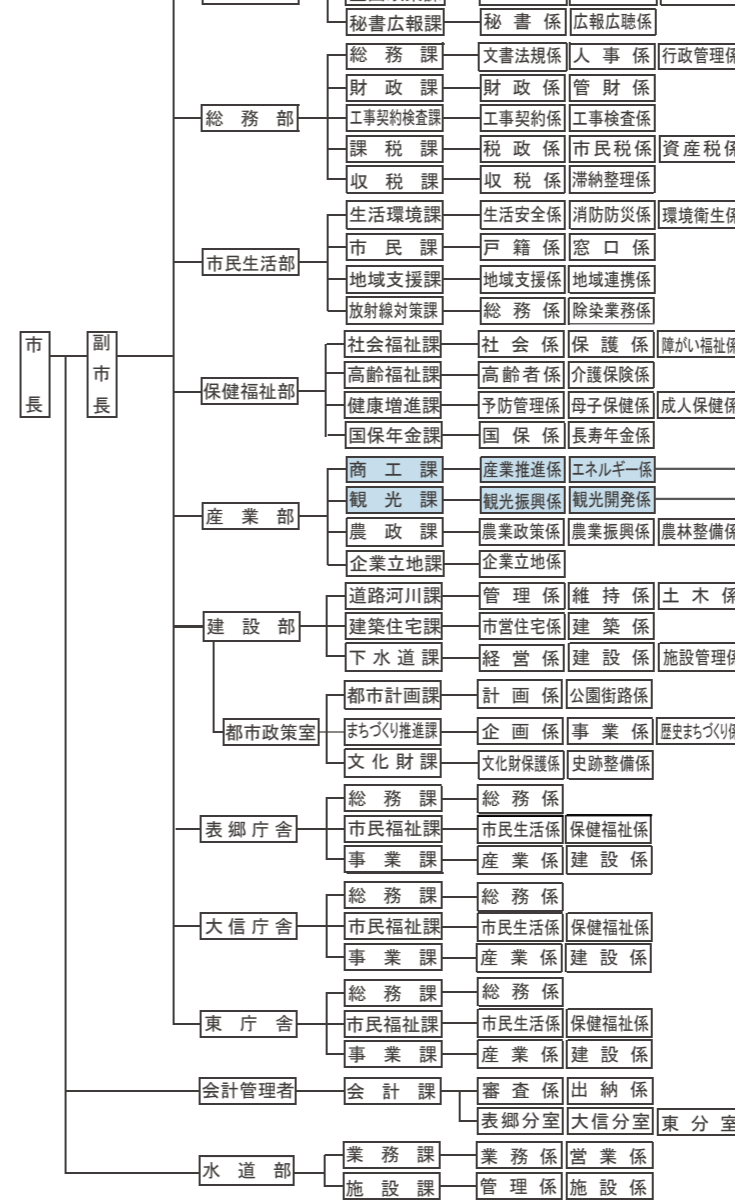 秘書広報課 秘書係 広報広聴係
総務課 文書法規係 人事係 行政管理係
財政課 財政係 管財係
総務部 工事契約検査課 工事契約係 工事検査係
課税課 税政係 市民税係 資産税係
収税課 収税係 滞納整理係
生活環境課 生活安全係 消防防災係 環境衛生係
市民課 戸籍係 窓口係
市民生活部
地域支援課 地域支援係 地域連携係
放射線対策課 総務係 除染業務係
市長 副市長
社会福祉課 社会係 保護係 障がい福祉係
高齢福祉課 高齢者係 介護保険係
保健福祉部
健康増進課 予防管理係 母子保健係 成人保健係
国保年金課 国保係 長寿年金係
商工課 産業推進係 エネルギー係
観光課 観光振興係 観光開発係
産業部
農政課 農業政策係 農業振興係 農林整備係
企業立地課 企業立地係
道路河川課 管理係 維持係 土木係
建設部 建築住宅課 市営住宅係 建築係
下水道課 経営係 建設係 施設管理係
都市計画課 計画係 公園街路係
都市政策室 まちづくり推進課 企画係 事業係 歴史まちづくり係
文化財課 文化財保護係 史跡整備係
総務課 総務係
表郷庁舎 市民福祉課 市民生活係 保健福祉係
事業課 産業係 建設係
総務課 総務係
大信庁舎 市民福祉課 市民生活係 保健福祉係
事業課 産業係 建設係
総務課 総務係
東庁舎 市民福祉課 市民生活係 保健福祉係
事業課 産業係 建設係
会計管理者 会計課 審査係 出納係
表郷分室 大信分室 東分室
業務課 業務係 営業係
水道部
施設課 管理係 施設係